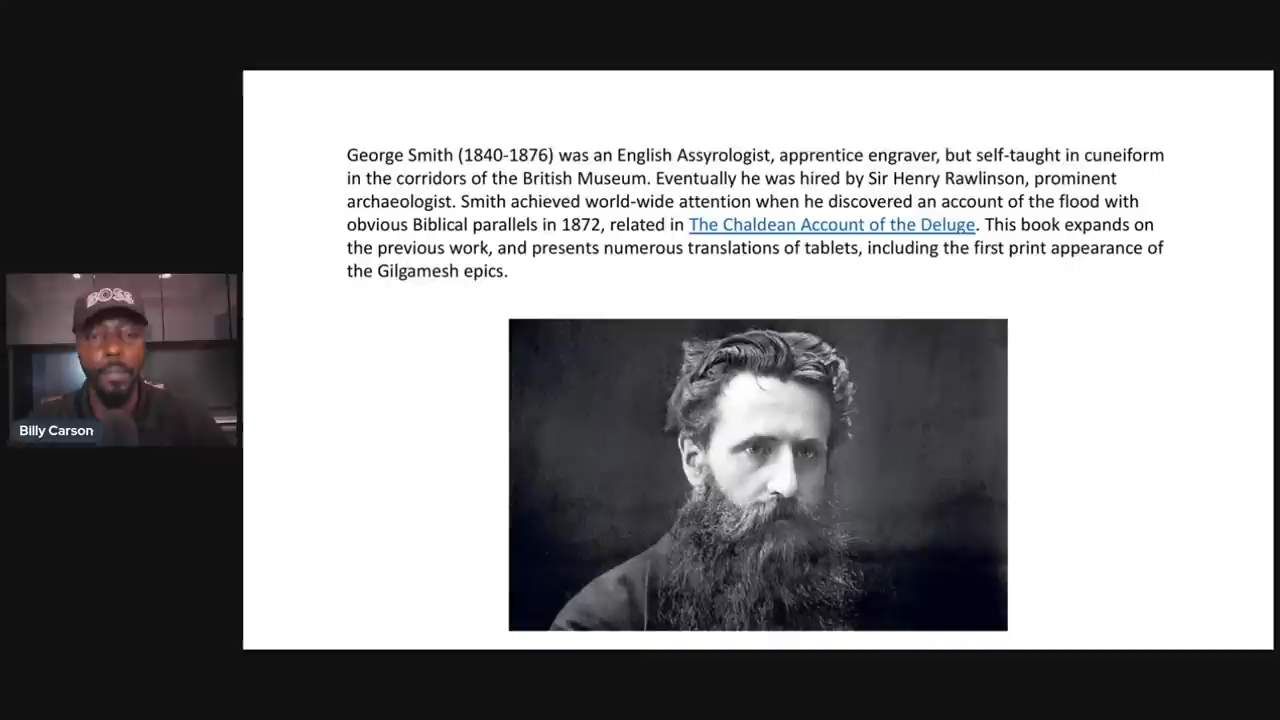 George Smith (1840-1876) was an English Assyrologist, apprentice engraver, but self-taught in cuneiform
in the corridors of the British Museum. Eventually he was hired by Sir Henry Rawlinson, prominent
archaeologist. Smith achieved world-wide attention when he discovered an account of the flood with
obvious Biblical parallels in 1872, related in The Chaldean Account of the Deluge. This book expands on
the previous work, and presents numerous translations of tablets, including the first print appearance of
the Gilgamesh epics.
BOSS
Billy Carson